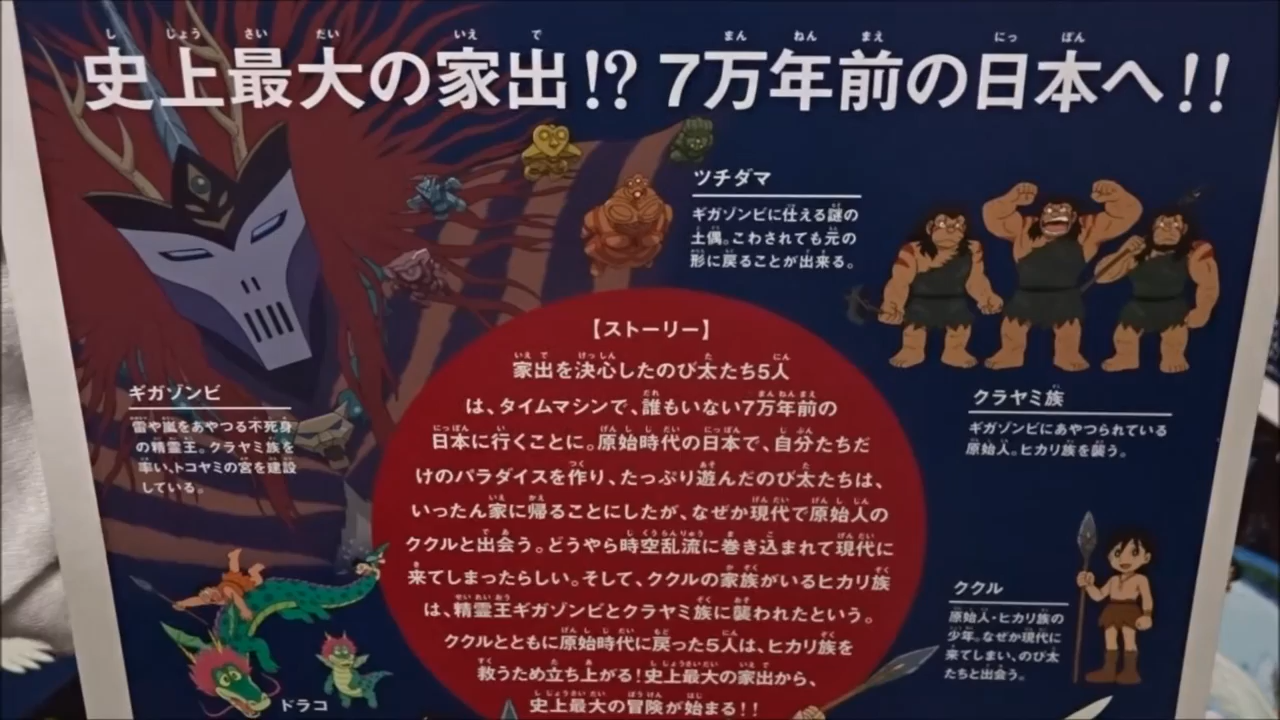 史上最大の家出!? 7万年前の日本へ!!
ツチダマ
ギガゾンビに仕える謎の
土偶。こわされても元の
形に戻ることが出来る。
ギガゾンビ
雷や嵐をあやつる不死身
の精霊王。クラヤミ族を
率い、トコヤミの宮を建設
している。
クラヤミ族
ギガゾンビにあやつられている
原始人。ヒカリ族を襲う。
【ストーリー】
家出を決心したのび太たち5人
は、タイムマシンで、誰もいない7万年前の
日本に行くことに。原始時代の日本で、自分たちだ
けのパラダイスを作り、たっぷり遊んだのび太たちは、
いったん家に帰ることにしたが、なぜか現代で原始人の
ククルと出会う。どうやら時空乱流に巻き込まれて現代に
来てしまったらしい。そして、ククルの家族がいるヒカリ族
は、精霊王ギガゾンビとクラヤミ族に襲われたという。
ククルとともに原始時代に戻った5人は、ヒカリ族を
救うため立ち上がる!史上最大の家出から、
史上最大の冒険が始まる!!
ククル
原始人・ヒカリ族の
少年。なぜか現代に
来てしまい、のび太
たちと出会う。
ドラコ